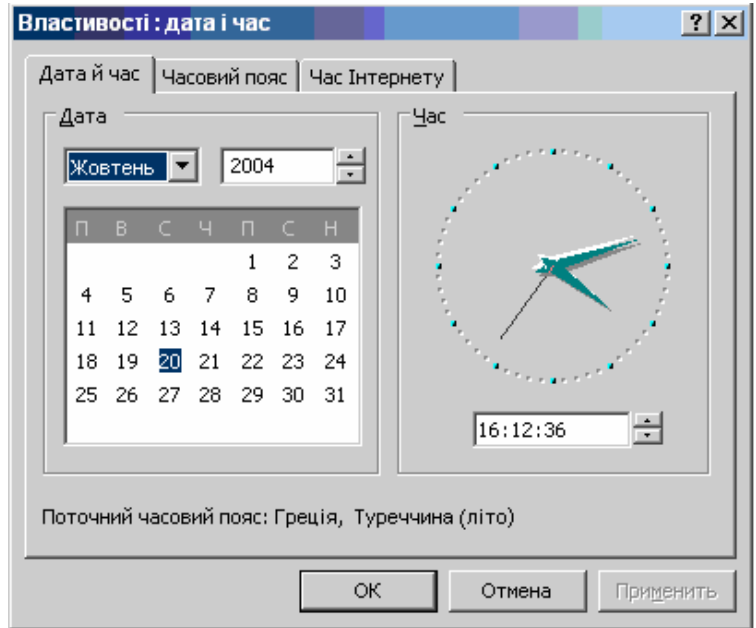 Властивості : дата і час
Дата й час Часовий пояс Час Інтернету
Дата Час
Жовтень 2004
П В С Ч П С Н
1 2 3
4 5 6 7 8 9 10
11 12 13 14 15 16 17
18 19 20 21 22 23 24
25 26 27 28 29 30 31
16:12:36
Поточний часовий пояс: Греція, Туреччина (літо)
ОК Отмена Применить